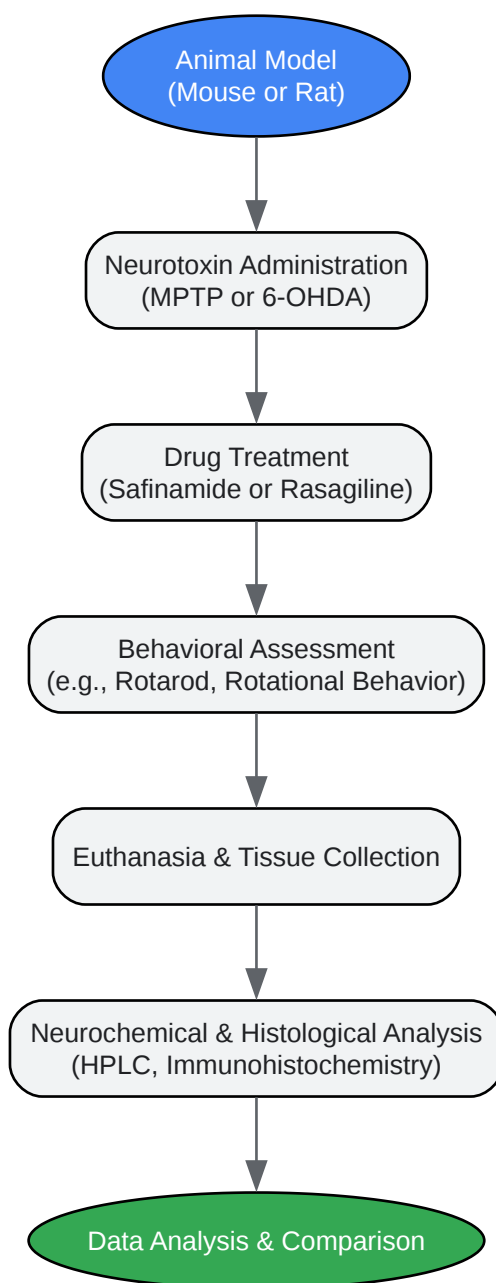 Animal Model
(Mouse or Rat)
Neurotoxin Administration
(MPTP or 6-OHDA)
Drug Treatment
(Safinamide or Rasagiline)
Behavioral Assessment
(e.g., Rotarod, Rotational Behavior)
Euthanasia & Tissue Collection
Neurochemical & Histological Analysis
(HPLC, Immunohistochemistry)
Data Analysis & Comparison